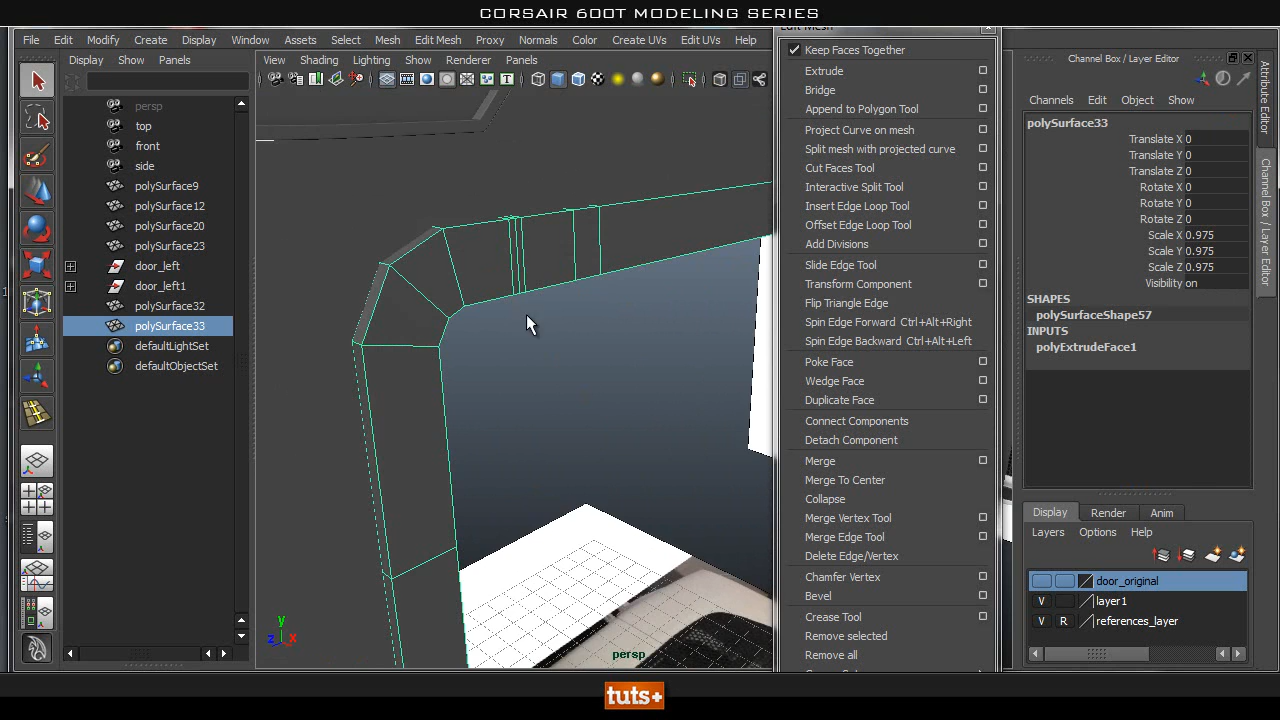 CORSAIR 600T MODELING SERIES
File Edit Modify Create Display Window Assets Select Mesh Edit Mesh Proxy Normals Color Create UVs Edit UVs Help
Edit Mesh
Channel Box / Layer Editor
Display Show Panels
View Shading Lighting Show Renderer Panels
Keep Faces Together
Extrude
Bridge
Append to Polygon Tool
Project Curve on mesh
Split mesh with projected curve
Cut Faces Tool
Interactive Split Tool
Insert Edge Loop Tool
Offset Edge Loop Tool
Add Divisions
Slide Edge Tool
Transform Component
Flip Triangle Edge
Spin Edge Forward Ctrl+Alt+Right
Spin Edge Backward Ctrl+Alt+Left
Poke Face
Wedge Face
Duplicate Face
Connect Components
Detach Component
Merge
Merge To Center
Collapse
Merge Vertex Tool
Merge Edge Tool
Delete Edge/Vertex
Chamfer Vertex
Bevel
Crease Tool
Remove selected
Remove all
persp
top
front
side
polySurface9
polySurface12
polySurface20
polySurface23
door_left
door_left1
polySurface32
polySurface33
defaultLightSet
defaultObjectSet
y
z
x
persp
Channels Edit Object Show
polySurface33
Translate X 0
Translate Y 0
Translate Z 0
Rotate X 0
Rotate Y 0
Rotate Z 0
Scale X 0.975
Scale Y 0.975
Scale Z 0.975
Visibility on
SHAPES
polySurfaceShape57
INPUTS
polyExtrudeFace1
Display Render Anim
Layers Options Help
door_original
V layer1
V R references_layer
Attribute Editor
Channel Box / Layer Editor
tuts+